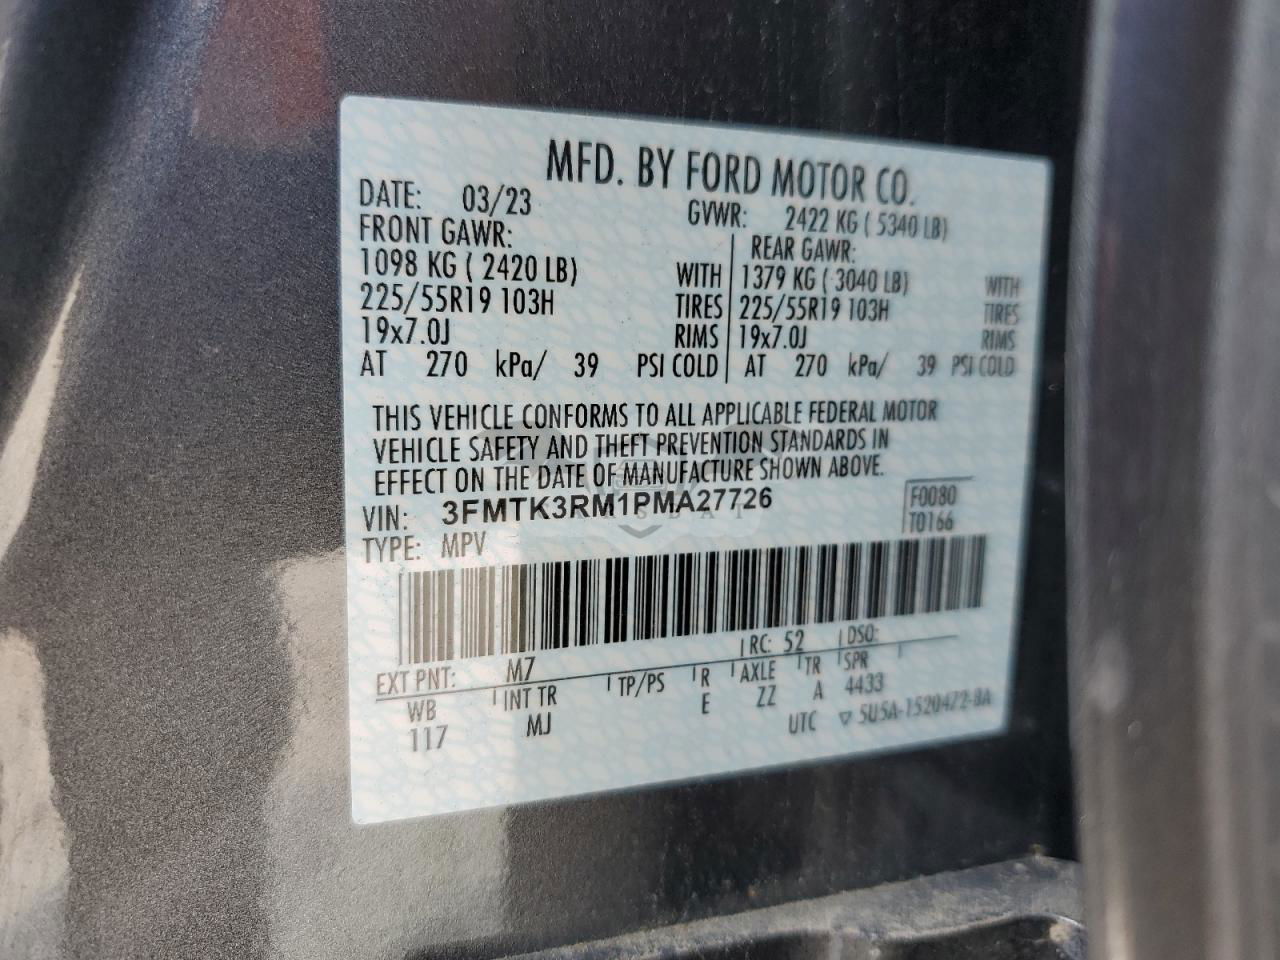 MFD. BY FORD MOTOR CO.
DATE: 03/23 GVWR: 2422 KG ( 5340 LB)
FRONT GAWR: REAR GAWR:
1098 KG ( 2420 LB) WITH 1379 KG ( 3040 LB) WITH
225/55R19 103H TIRES 225/55R19 103H TIRES
19x7.0J RIMS 19x7.0J RIMS
AT 270 kPa/ 39 PSI COLD AT 270 kPa/ 39 PSI COLD
THIS VEHICLE CONFORMS TO ALL APPLICABLE FEDERAL MOTOR
VEHICLE SAFETY AND THEFT PREVENTION STANDARDS IN
EFFECT ON THE DATE OF MANUFACTURE SHOWN ABOVE.
VIN: 3FMTK3RM1PMA27726 F0080
TYPE: MPV T0166
EXT PNT: M7 RC: 52 DSO:
WB INT TR TP/PS R AXLE TR SPR
117 MJ E ZZ A 4433
UTC ▽ 5U5A-1520472-BA